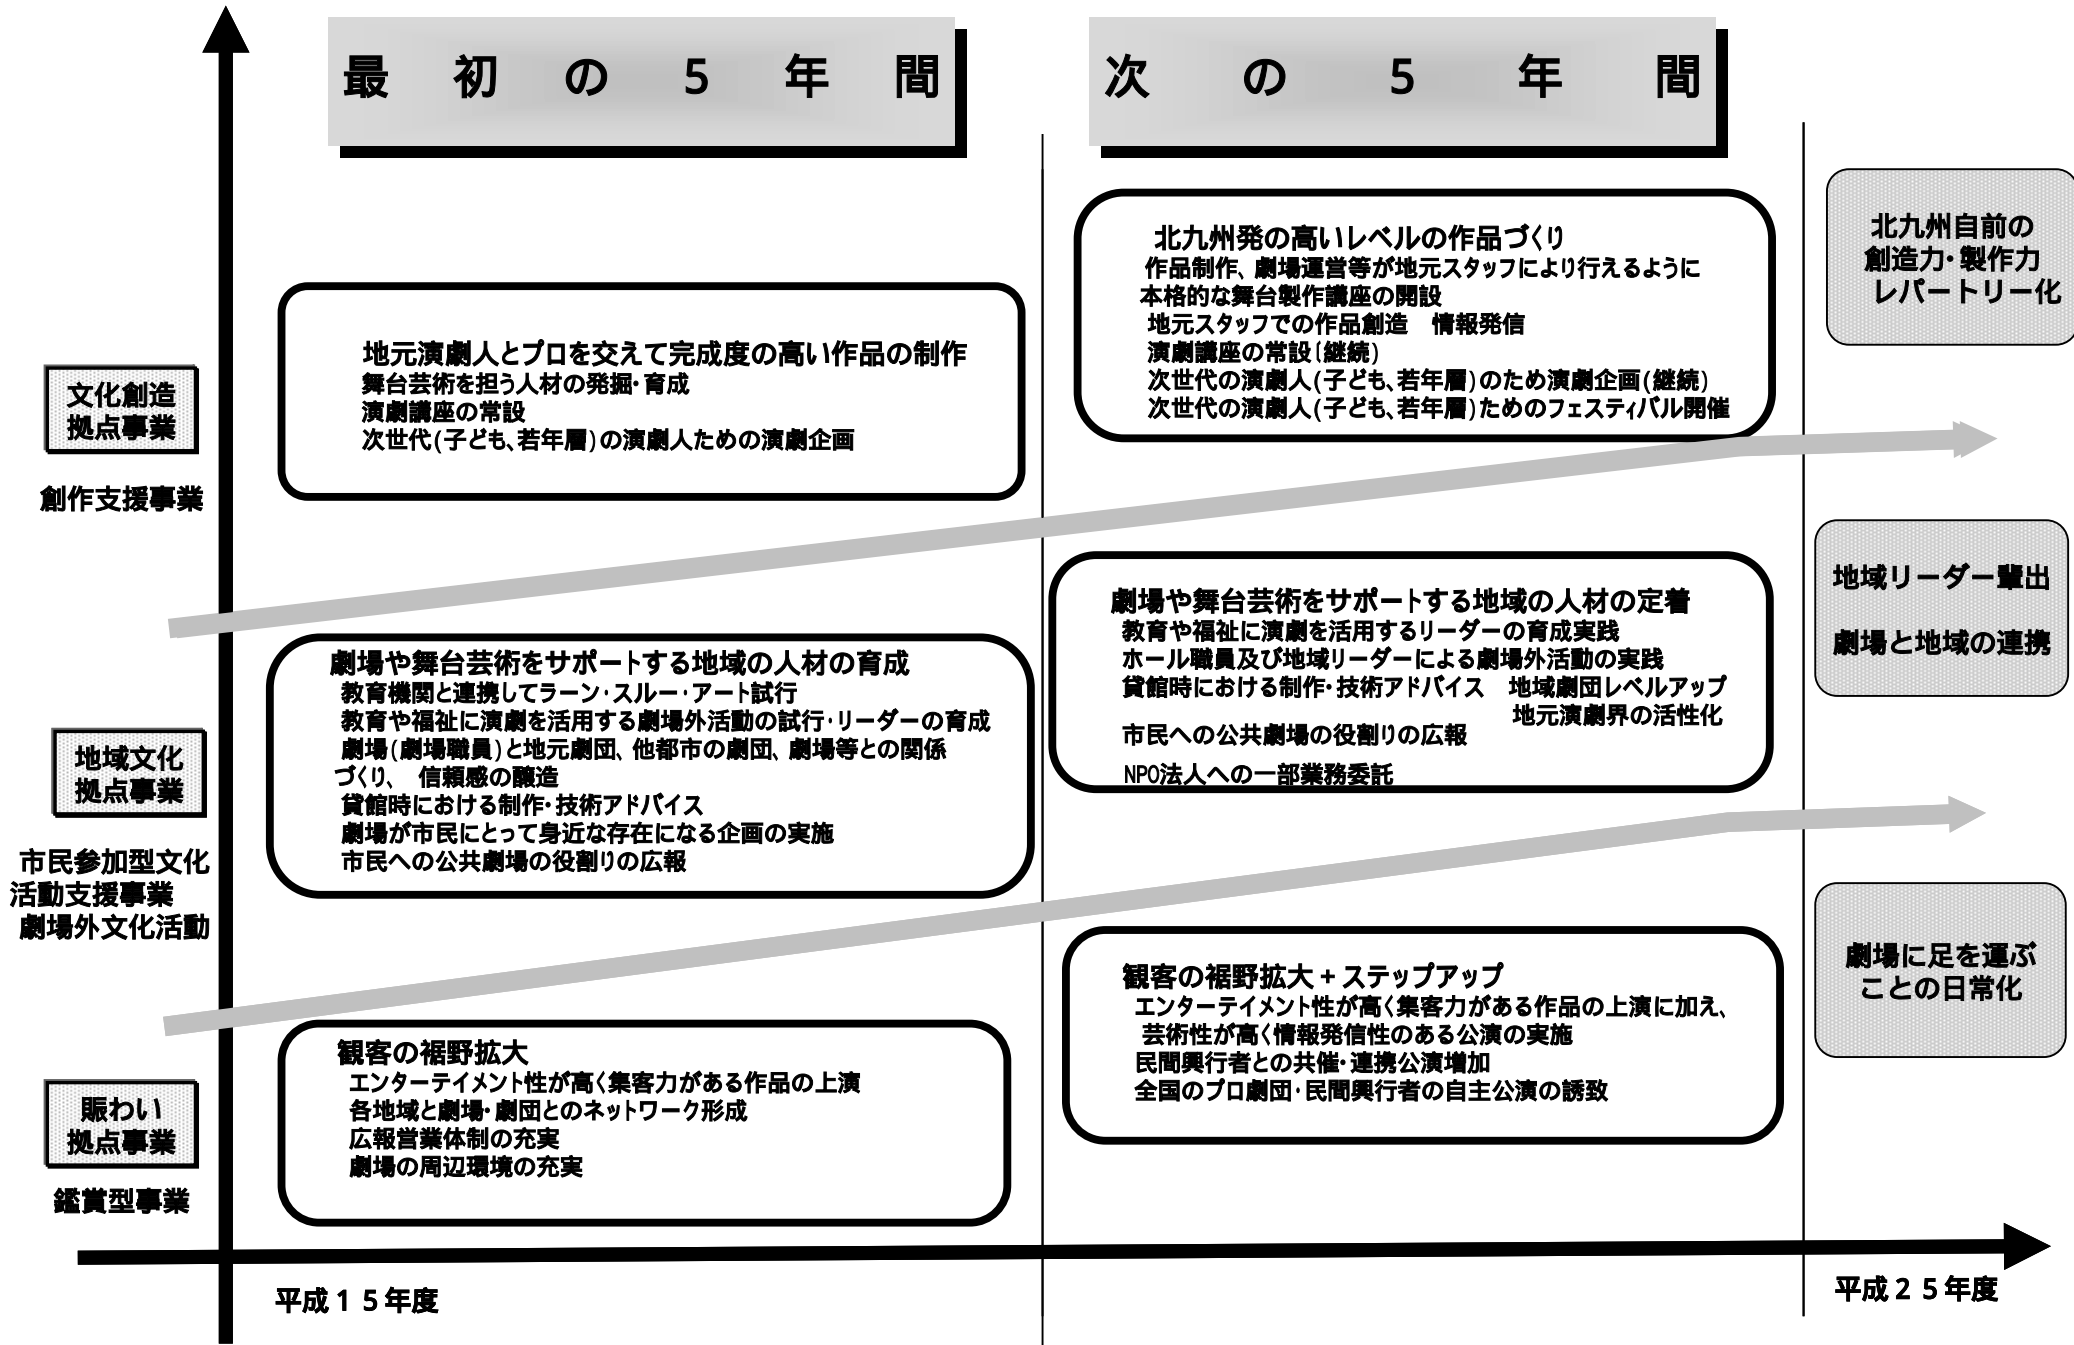 最初の5年間
次の5年間
文化創造
拠点事業
創作支援事業
地元演劇人とプロを交えて完成度の高い作品の制作
舞台芸術を担う人材の発掘・育成
演劇講座の常設
次世代(子ども、若年層)の演劇人ための演劇企画
北九州発の高いレベルの作品づくり
作品制作、劇場運営等が地元スタッフにより行えるように
本格的な舞台製作講座の開設
地元スタッフでの作品創造　情報発信
演劇講座の常設(継続)
次世代の演劇人(子ども、若年層)のため演劇企画(継続)
次世代の演劇人(子ども、若年層)ためのフェスティバル開催
北九州自前の
創造力・製作力
レパートリー化
地域文化
拠点事業
市民参加型文化
活動支援事業
劇場外文化活動
劇場や舞台芸術をサポートする地域の人材の育成
教育機関と連携してラーン・スルー・アート試行
教育や福祉に演劇を活用する劇場外活動の試行・リーダーの育成
劇場(劇場職員)と地元劇団、他都市の劇団、劇場等との関係
づくり、　信頼感の醸造
貸館時における制作・技術アドバイス
劇場が市民にとって身近な存在になる企画の実施
市民への公共劇場の役割りの広報
劇場や舞台芸術をサポートする地域の人材の定着
教育や福祉に演劇を活用するリーダーの育成実践
ホール職員及び地域リーダーによる劇場外活動の実践
貸館時における制作・技術アドバイス　地域劇団レベルアップ
地元演劇界の活性化
市民への公共劇場の役割りの広報
NPO法人への一部業務委託
地域リーダー輩出
劇場と地域の連携
賑わい
拠点事業
鑑賞型事業
観客の裾野拡大
エンターテイメント性が高く集客力がある作品の上演
各地域と劇場・劇団とのネットワーク形成
広報営業体制の充実
劇場の周辺環境の充実
観客の裾野拡大+ステップアップ
エンターテイメント性が高く集客力がある作品の上演に加え、
芸術性が高く情報発信性のある公演の実施
民間興行者との共催・連携公演増加
全国のプロ劇団・民間興行者の自主公演の誘致
劇場に足を運ぶ
ことの日常化
平成15年度
平成25年度